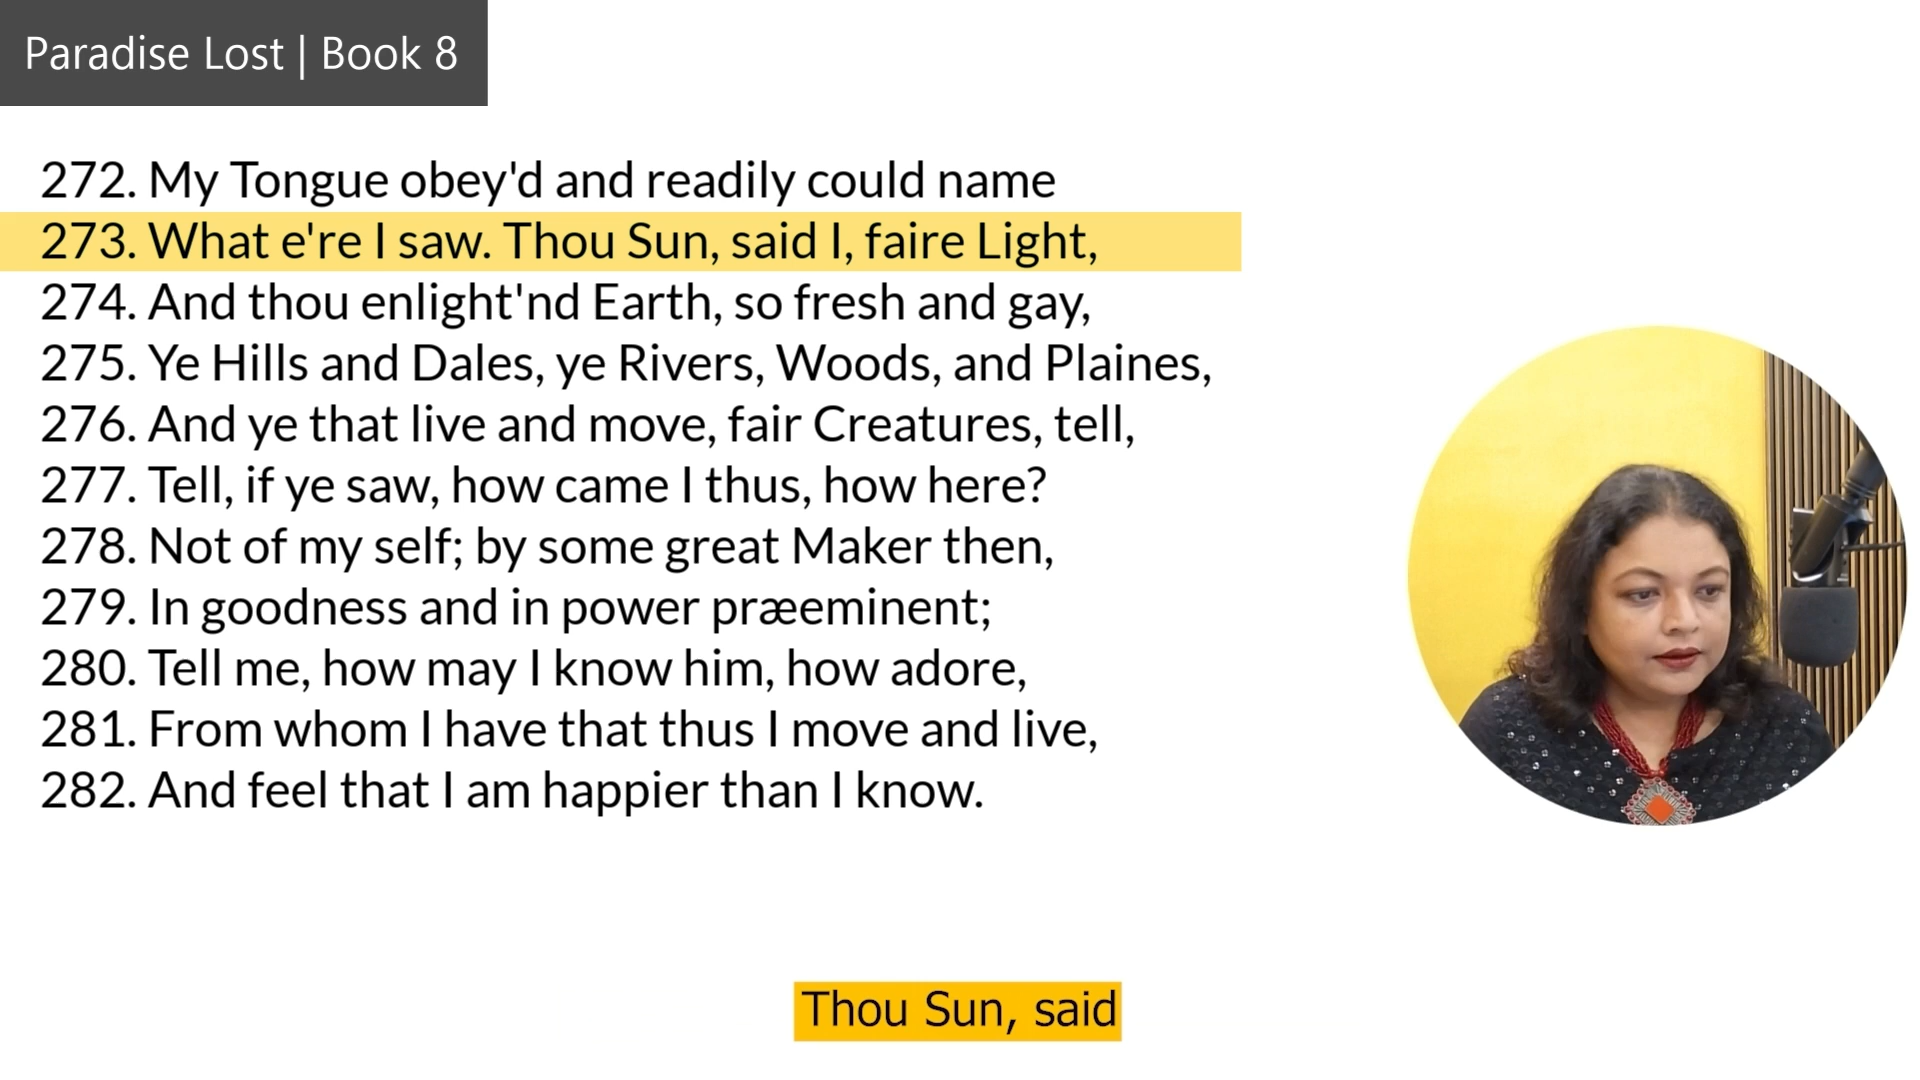 Paradise Lost | Book 8
272. My Tongue obey'd and readily could name
273. What e're I saw. Thou Sun, said I, faire Light,
274. And thou enlight'nd Earth, so fresh and gay,
275. Ye Hills and Dales, ye Rivers, Woods, and Plaines,
276. And ye that live and move, fair Creatures, tell,
277. Tell, if ye saw, how came I thus, how here?
278. Not of my self; by some great Maker then,
279. In goodness and in power præeminent;
280. Tell me, how may I know him, how adore,
281. From whom I have that thus I move and live,
282. And feel that I am happier than I know.
Thou Sun, said